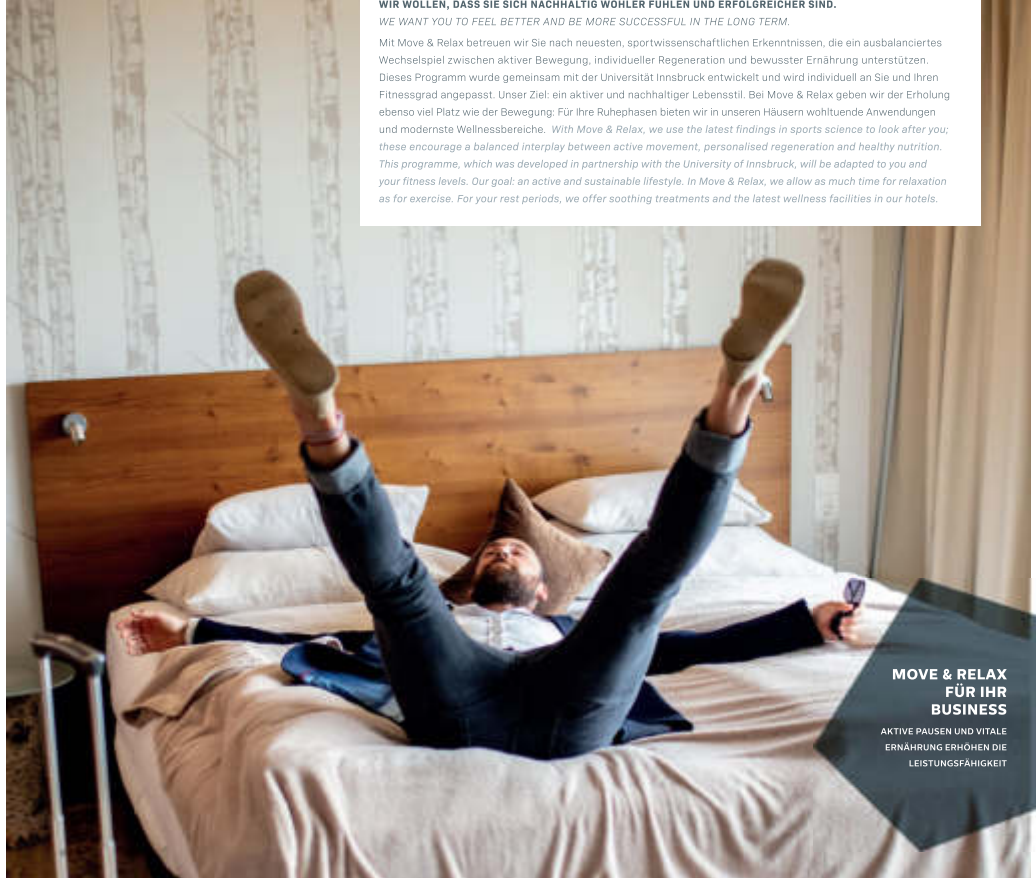 WIR WOLLEN, DASS SIE SICH NACHHALTIG WOHLER FÜHLEN UND ERFOLGREICHER SIND.
WE WANT YOU TO FEEL BETTER AND BE MORE SUCCESSFUL IN THE LONG TERM.
Mit Move & Relax betreuen wir Sie nach neuesten, sportwissenschaftlichen Erkenntnissen, die ein ausbalanciertes
Wechselspiel zwischen aktiver Bewegung, individueller Regeneration und bewusster Ernährung unterstützen.
Dieses Programm wurde gemeinsam mit der Universität Innsbruck entwickelt und wird individuell an Sie und Ihren
Fitnessgrad angepasst. Unser Ziel: ein aktiver und nachhaltiger Lebensstil. Bei Move & Relax geben wir der Erholung
ebenso viel Platz wie der Bewegung: Für Ihre Ruhephasen bieten wir in unseren Häusern wohltuende Anwendungen
und modernste Wellnessbereiche. With Move & Relax, we use the latest findings in sports science to look after you;
these encourage a balanced interplay between active movement, personalised regeneration and healthy nutrition.
This programme, which was developed in partnership with the University of Innsbruck, will be adapted to you and
your fitness levels. Our goal: an active and sustainable lifestyle. In Move & Relax, we allow as much time for relaxation
as for exercise. For your rest periods, we offer soothing treatments and the latest wellness facilities in our hotels.
MOVE & RELAX
FÜR IHR
BUSINESS
AKTIVE PAUSEN UND VITALE
ERNÄHRUNG ERHÖHEN DIE
LEISTUNGSFÄHIGKEIT